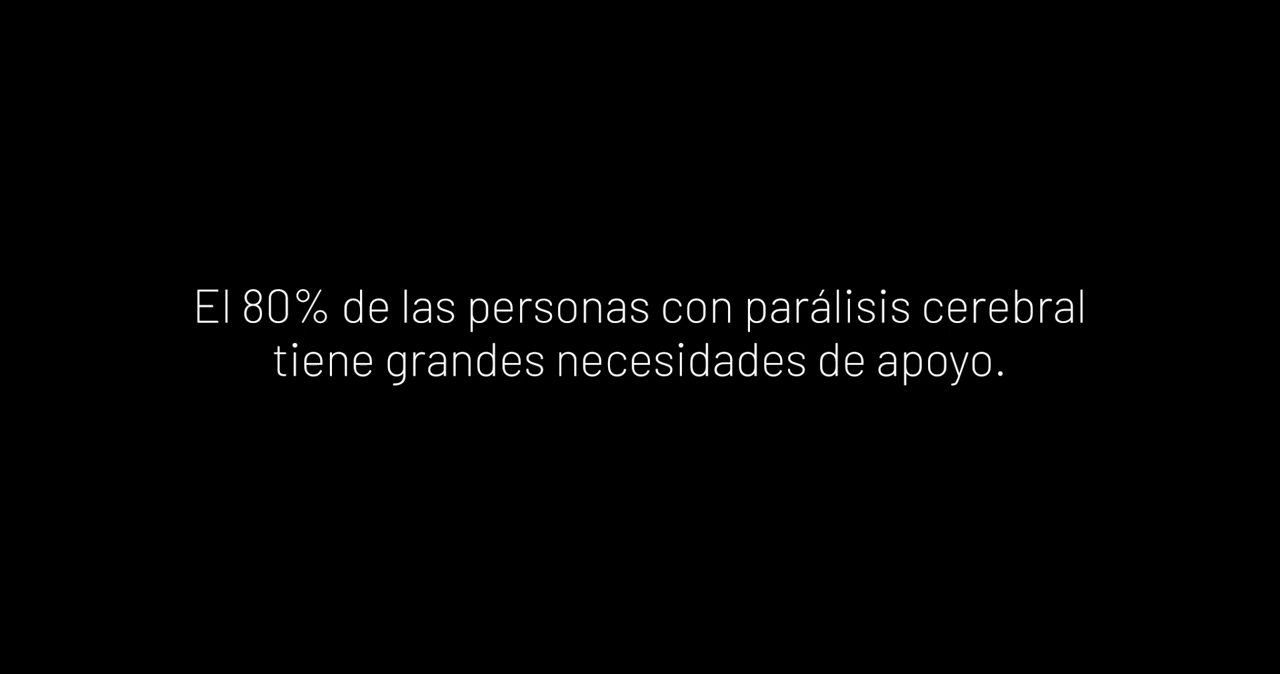 El 80% de las personas con parálisis cerebral
tiene grandes necesidades de apoyo.